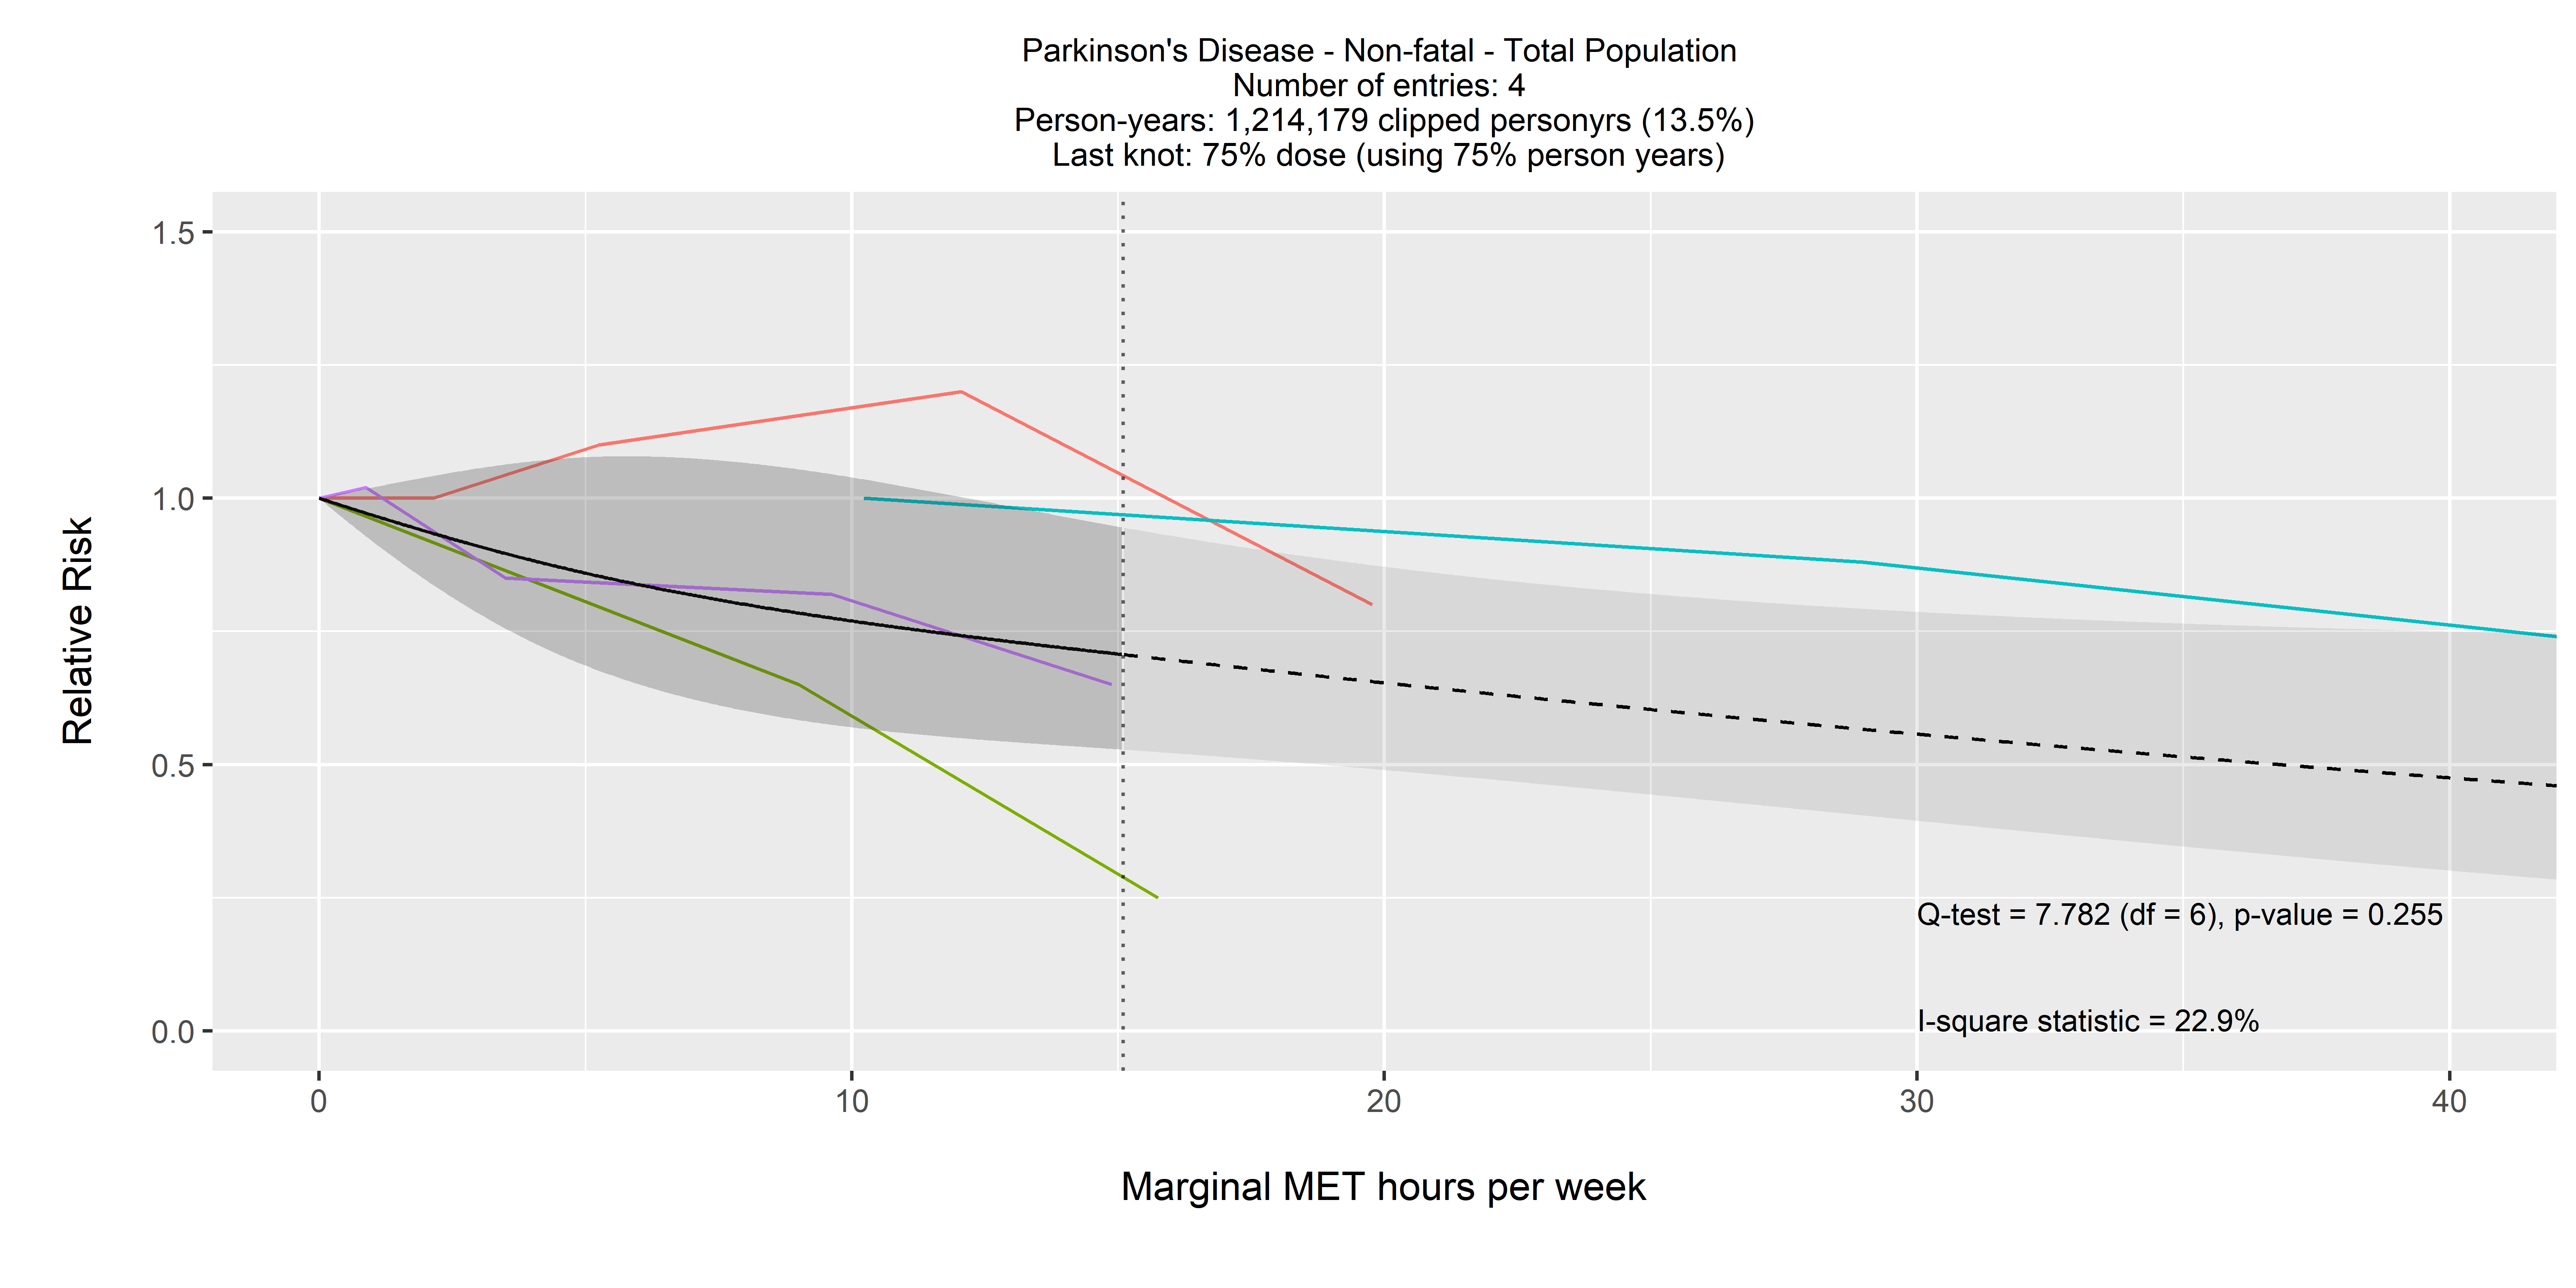 Parkinson's Disease - Non-fatal - Total Population
Number of entries: 4
Person-years: 1,214,179 clipped personyrs (13.5%)
Last knot: 75% dose (using 75% person years)
1.5
1.0
0.5
0.0
Relative Risk
Q-test = 7.782 (df = 6), p-value = 0.255
I-square statistic = 22.9%
0 10 20 30 40
Marginal MET hours per week